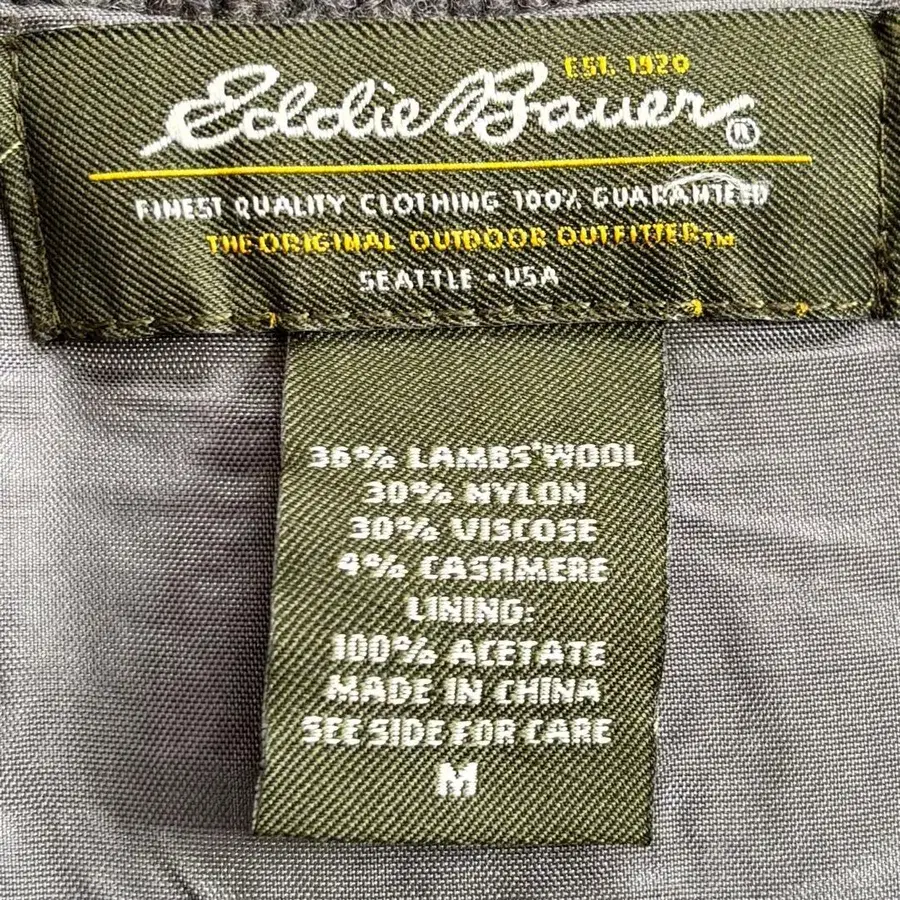 EST. 1920
Eddie Bauer®
FINEST QUALITY CLOTHING 100% GUARANTEED
THE ORIGINAL OUTDOOR OUTFITTER™
SEATTLE • USA
36% LAMBS' WOOL
30% NYLON
30% VISCOSE
4% CASHMERE
LINING:
100% ACETATE
MADE IN CHINA
SEE SIDE FOR CARE
M